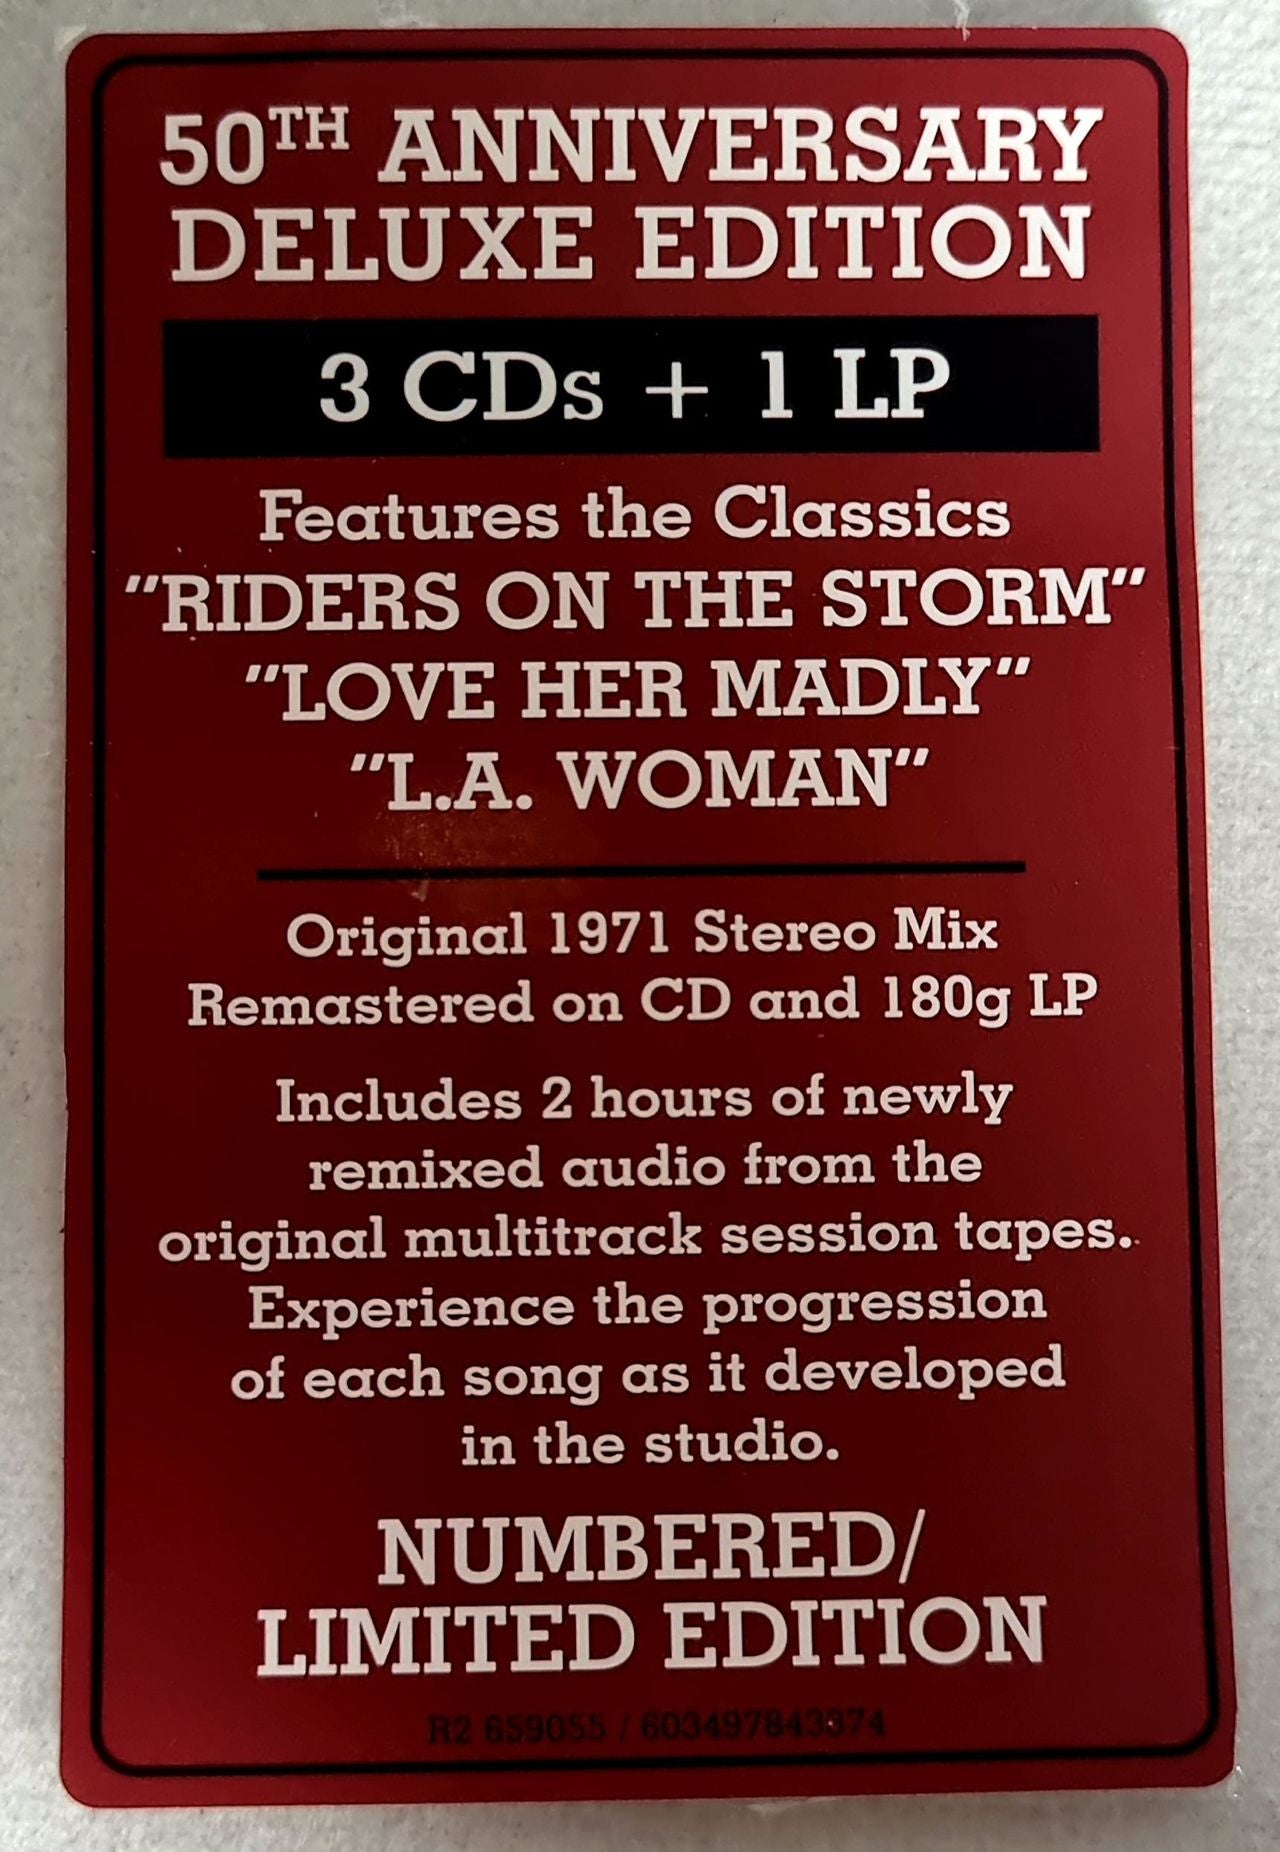 50TH ANNIVERSARY
DELUXE EDITION
3 CDs + 1 LP
Features the Classics
"RIDERS ON THE STORM"
"LOVE HER MADLY"
"L.A. WOMAN"
Original 1971 Stereo Mix
Remastered on CD and 180g LP
Includes 2 hours of newly
remixed audio from the
original multitrack session tapes.
Experience the progression
of each song as it developed
in the studio.
NUMBERED/
LIMITED EDITION
R2 659055 / 603497843374